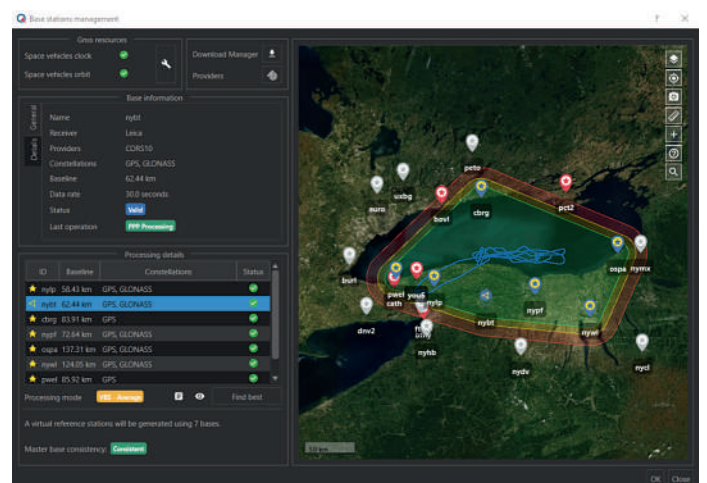 Base stations management
? ×
Gnss resources
Space vehicles clock
Space vehicles orbit
Download Manager
Providers
Base information
General
Details
Name nybt
Receiver Leica
Providers CORS10
Constellations GPS, GLONASS
Baseline 62.44 km
Data rate 30.0 seconds
Status Valid
Last operation PPP Processing
Processing details
ID Baseline Constellations Status
nylp 58.43 km GPS, GLONASS
nybt 62.44 km GPS, GLONASS
cbrg 83.91 km GPS
nypf 72.64 km GPS, GLONASS
ospa 137.31 km GPS, GLONASS
nywl 124.05 km GPS, GLONASS
pwel 85.92 km GPS
Processing mode VBS - Average Find best
A virtual reference stations will be generated using 7 bases.
Master base consistency: Consistent
peto
uxbg
auro
bovl
cbrg
pct2
burl
ospa nymx
pwel you5
cath nylp
dnv2
nybt
nypf
nywl
nyhb
nydv
nycl
OK Close